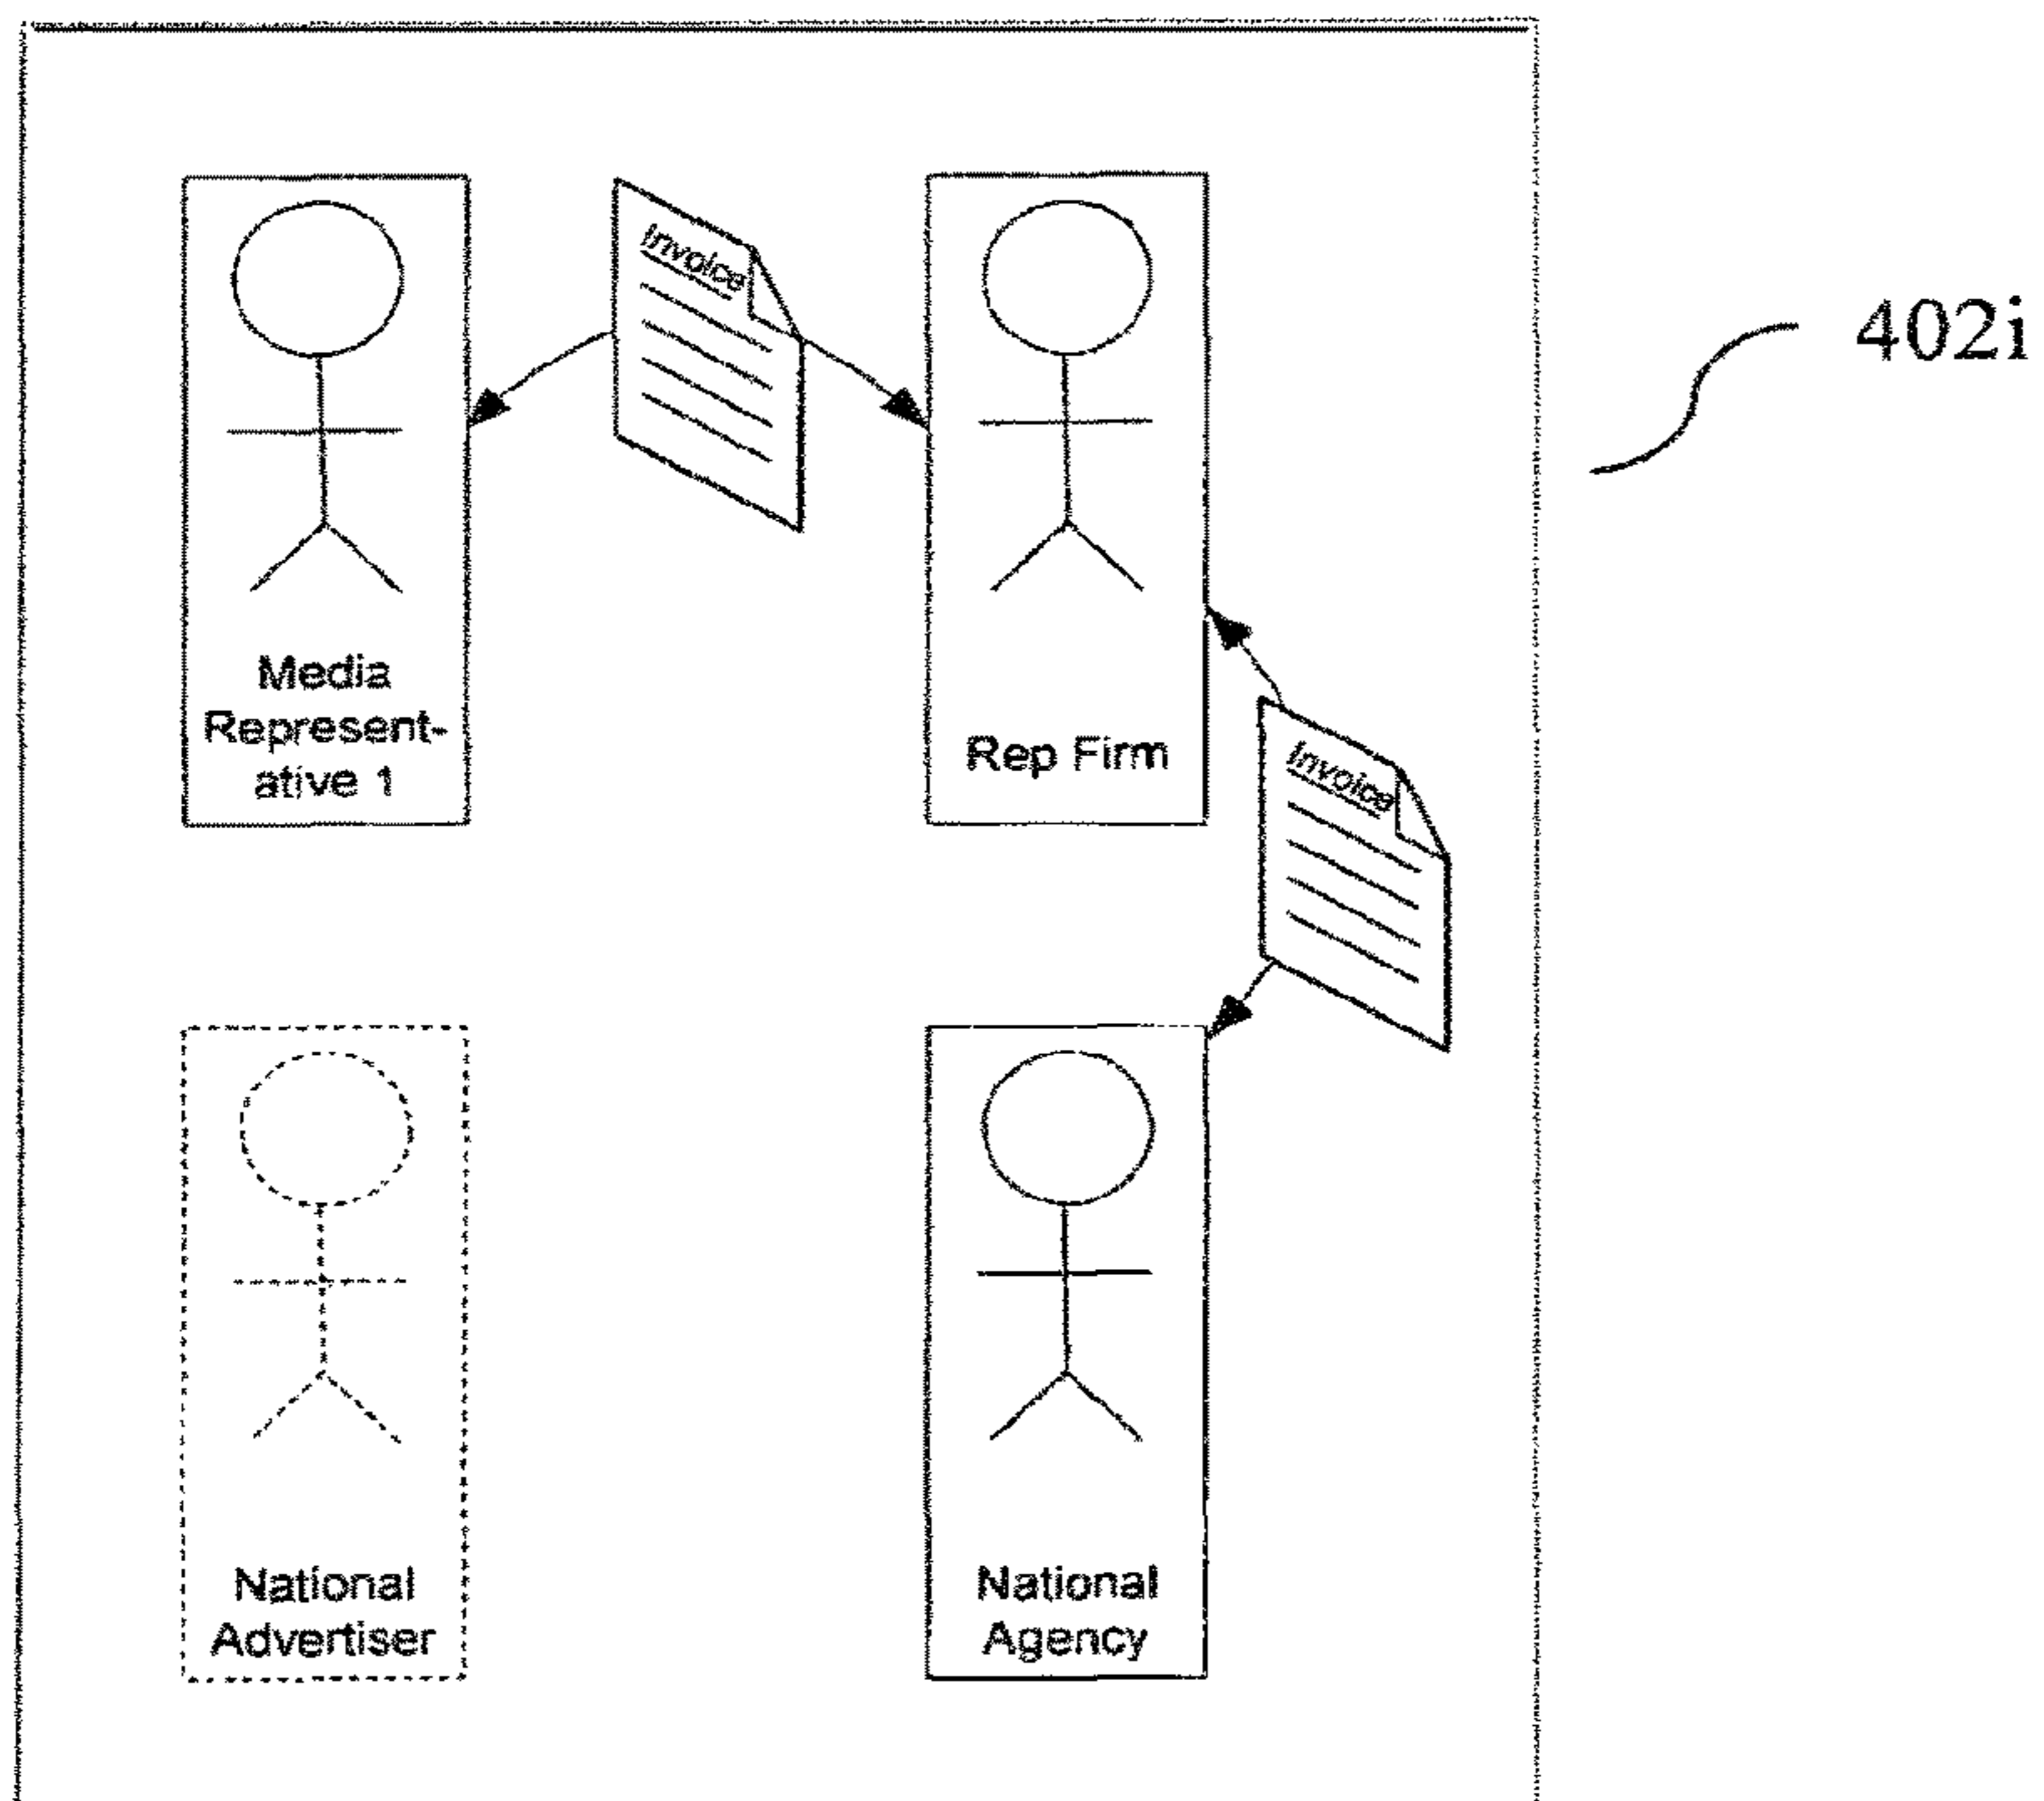 Invoice
402i
Media
Represent-
ative 1
Rep Firm
Invoice
National
Advertiser
National
Agency